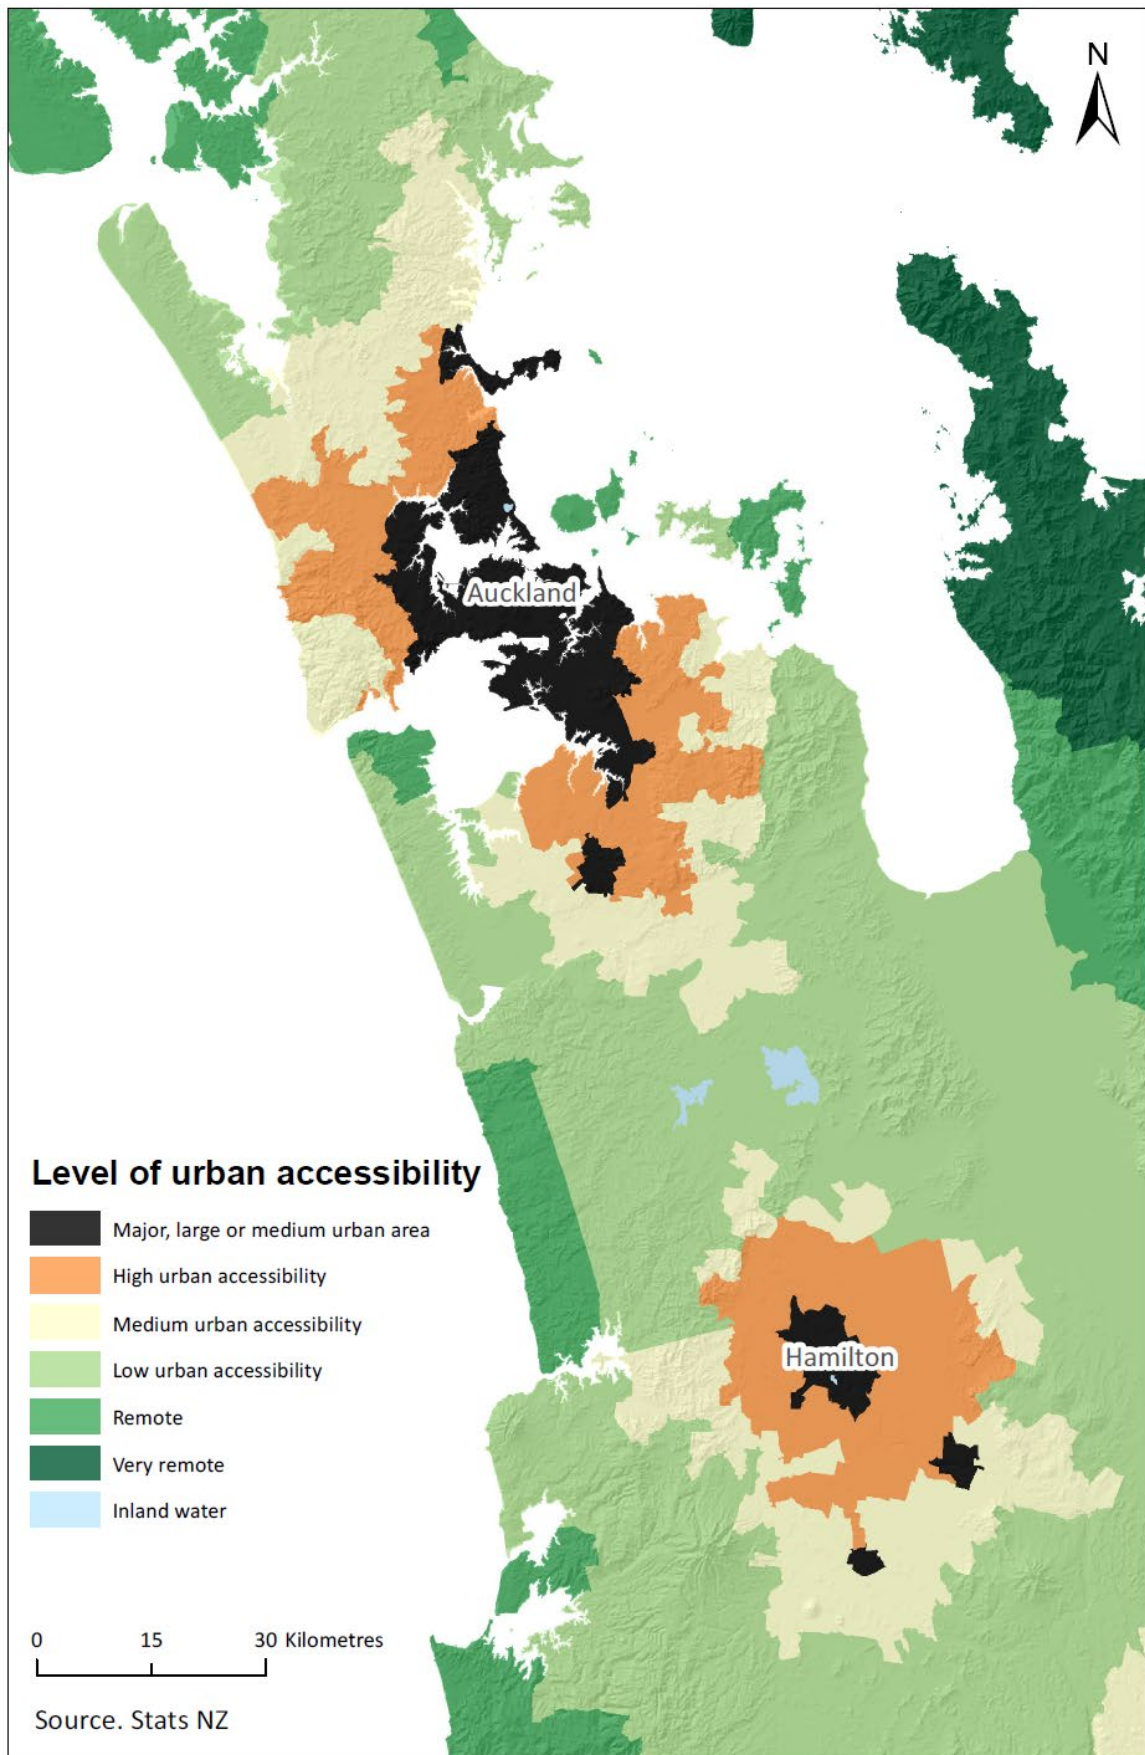 N
Auckland
Level of urban accessibility
Major, large or medium urban area
High urban accessibility
Medium urban accessibility
Low urban accessibility
Remote
Very remote
Inland water
Hamilton
0 15 30 Kilometres
Source. Stats NZ